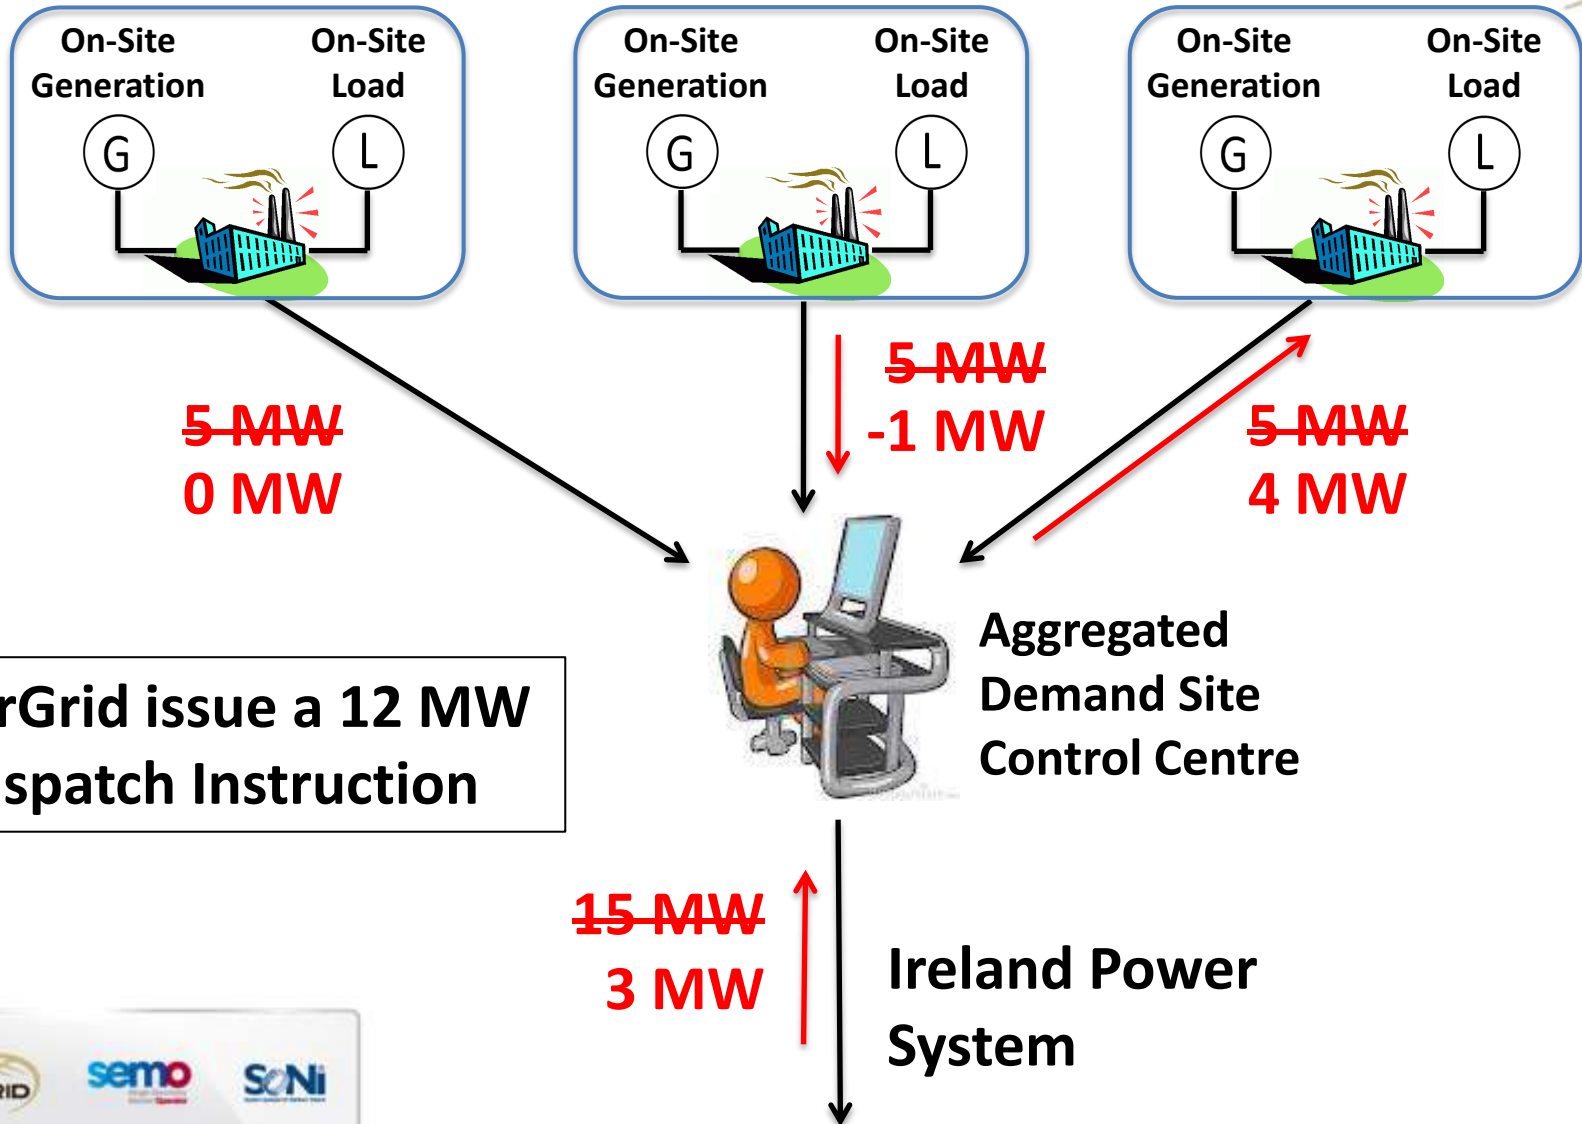 On-Site
Generation
On-Site
Load
G
L
On-Site
Generation
On-Site
Load
G
L
On-Site
Generation
On-Site
Load
G
L
5 MW
0 MW
5 MW
-1 MW
5 MW
4 MW
rGrid issue a 12 MW
spatch Instruction
Aggregated
Demand Site
Control Centre
15 MW
3 MW
Ireland Power
System
RID
semo
SONI